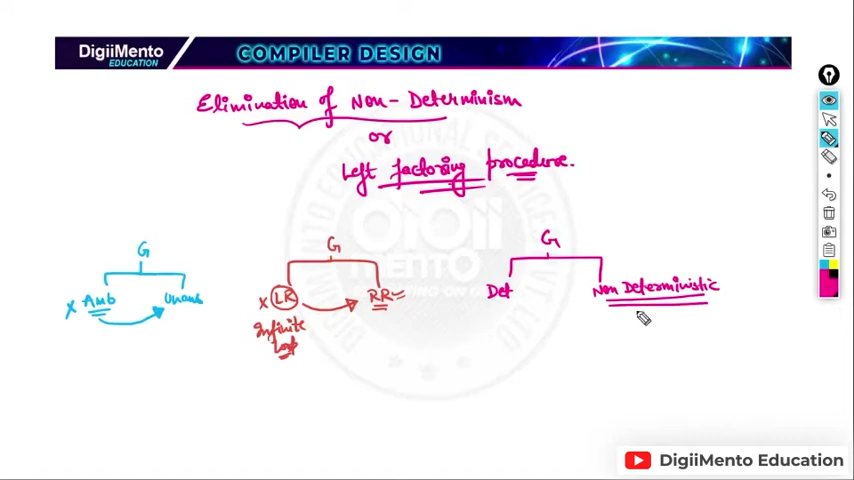 DigiiMento
EDUCATION
COMPILER DESIGN
Elimination of Non-Determinism
or
Left factoring procedure.
G
Amb
Unamb
G
LR
RR
Infinite
Loop
G
Det
Non Deterministic
DigiiMento Education